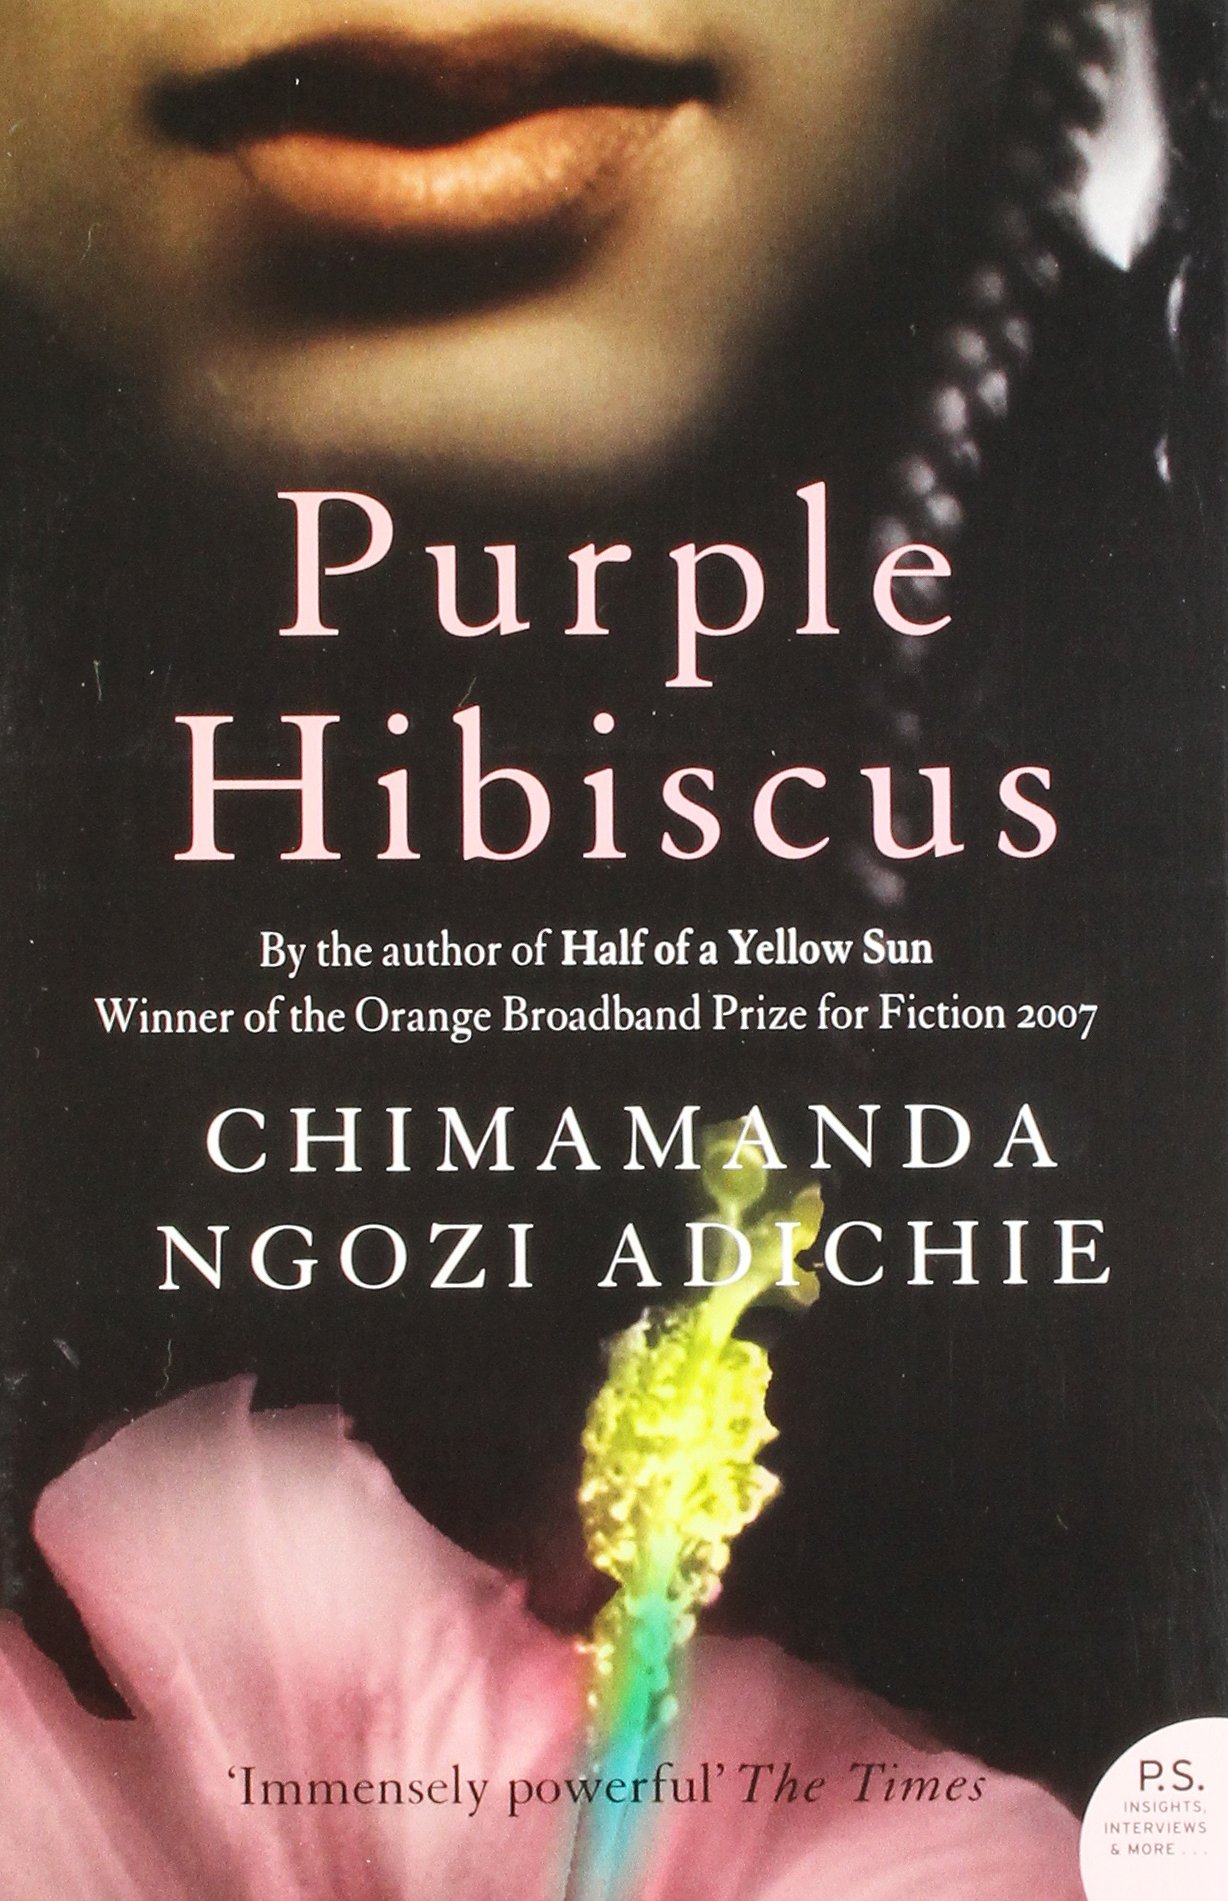 Purple
Hibiscus
By the author of Half of a Yellow Sun
Winner of the Orange Broadband Prize for Fiction 2007
CHIMAMANDA
NGOZI ADICHIE
‘Immensely powerful’ The Times
P.S.
INSIGHTS,
INTERVIEWS
& MORE . . .